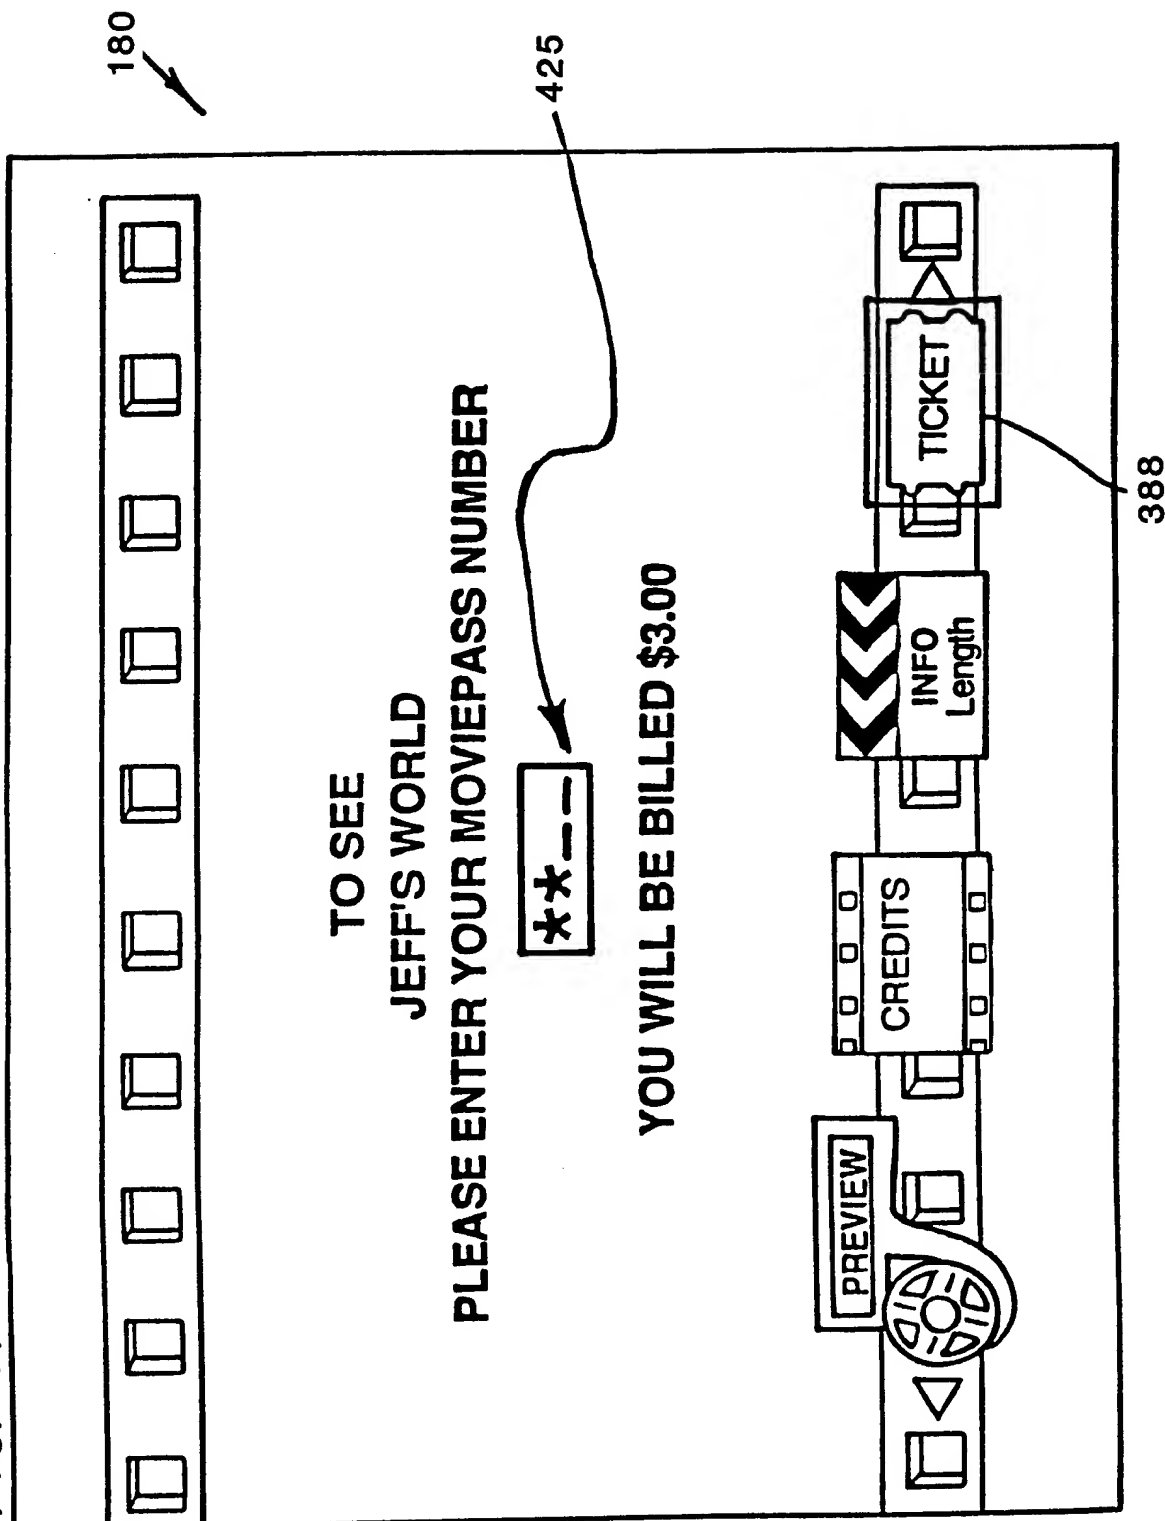 180
TO SEE
JEFF'S WORLD
PLEASE ENTER YOUR MOVIEPASS NUMBER
**__
425
YOU WILL BE BILLED $3.00
PREVIEW
CREDITS
INFO
Length
TICKET
388